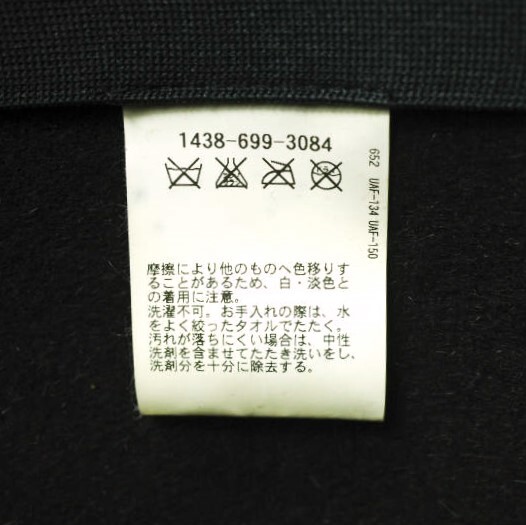 1438-699-3084
652 UAF-134 UAF-150
摩擦により他のものへ色移りす
ることがあるため、白・淡色と
の着用に注意。
洗濯不可。お手入れの際は、水
をよく絞ったタオルでたたく。
汚れが落ちにくい場合は、中性
洗剤を含ませてたたき洗いをし、
洗剤分を十分に除去する。